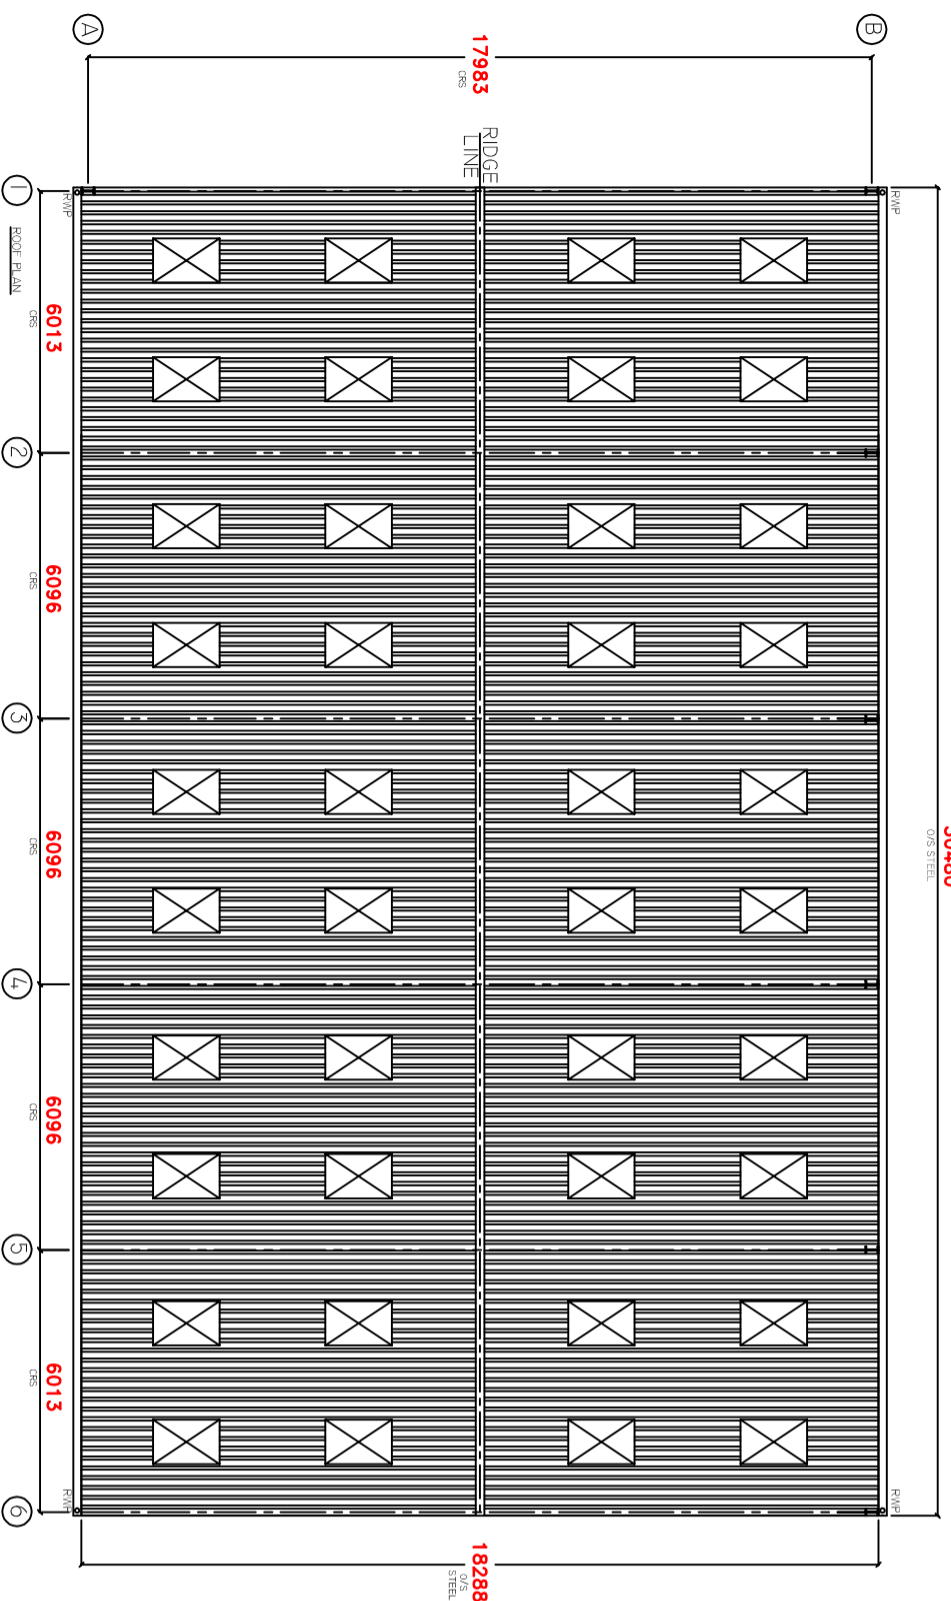 A
B
17983
CRS
RIDGE
LINE
RWP
RWP
1
ROOF PLAN
6013
CRS
2
6096
CRS
3
6096
CRS
O/S STEEL
4
6096
CRS
5
6013
CRS
RWP
RWP
6
18288
O/S
STEEL